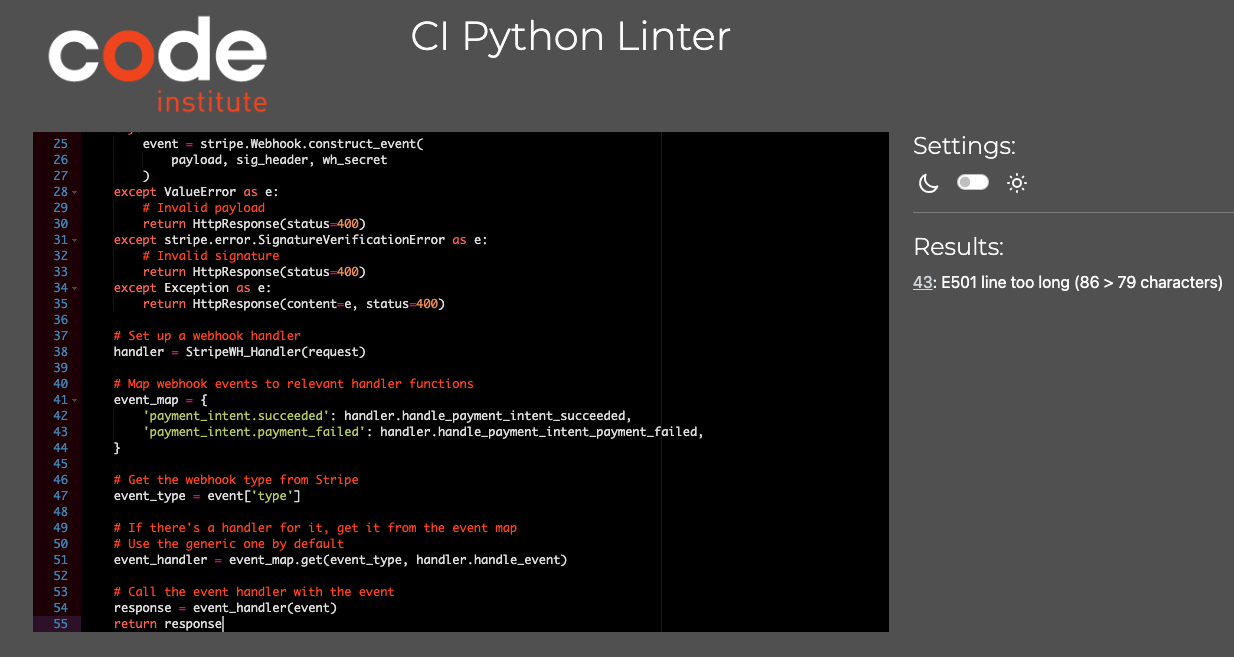 code
institute
CI Python Linter
25 event = stripe.Webhook.construct_event(
26 payload, sig_header, wh_secret
27 )
28 except ValueError as e:
29 # Invalid payload
30 return HttpResponse(status=400)
31 except stripe.error.SignatureVerificationError as e:
32 # Invalid signature
33 return HttpResponse(status=400)
34 except Exception as e:
35 return HttpResponse(content=e, status=400)
36
37 # Set up a webhook handler
38 handler = StripeWH_Handler(request)
39
40 # Map webhook events to relevant handler functions
41 event_map = {
42 'payment_intent.succeeded': handler.handle_payment_intent_succeeded,
43 'payment_intent.payment_failed': handler.handle_payment_intent_payment_failed,
44 }
45
46 # Get the webhook type from Stripe
47 event_type = event['type']
48
49 # If there's a handler for it, get it from the event map
50 # Use the generic one by default
51 event_handler = event_map.get(event_type, handler.handle_event)
52
53 # Call the event handler with the event
54 response = event_handler(event)
55 return response
Settings:
Results:
43: E501 line too long (86 > 79 characters)